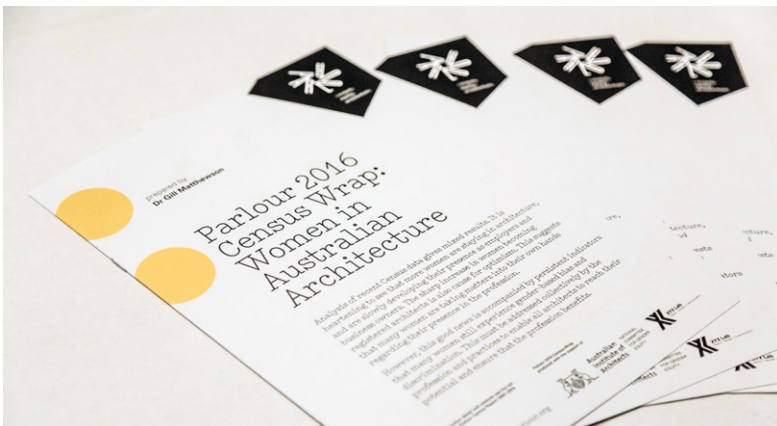 prepared by
Dr Gill Matthewson
Parlour 2016
Census Wrap:
Women in
Australian
Architecture
Analysis of recent Census data gives mixed results. It is
heartening to see that more women are staying in architecture,
and are slowly developing their presence as employers and
business owners. The sharp increase in women becoming
registered architects is also cause for optimism. This suggests
that many women are taking matters into their own hands
regarding their presence in the profession.
However, this good news is accompanied by persistent indicators
that many women still experience gender-based bias and
discrimination. This must be addressed collectively by the
profession and practices to enable all architects to reach their
potential and ensure that the profession benefits.
Australian
Institute of
Architects